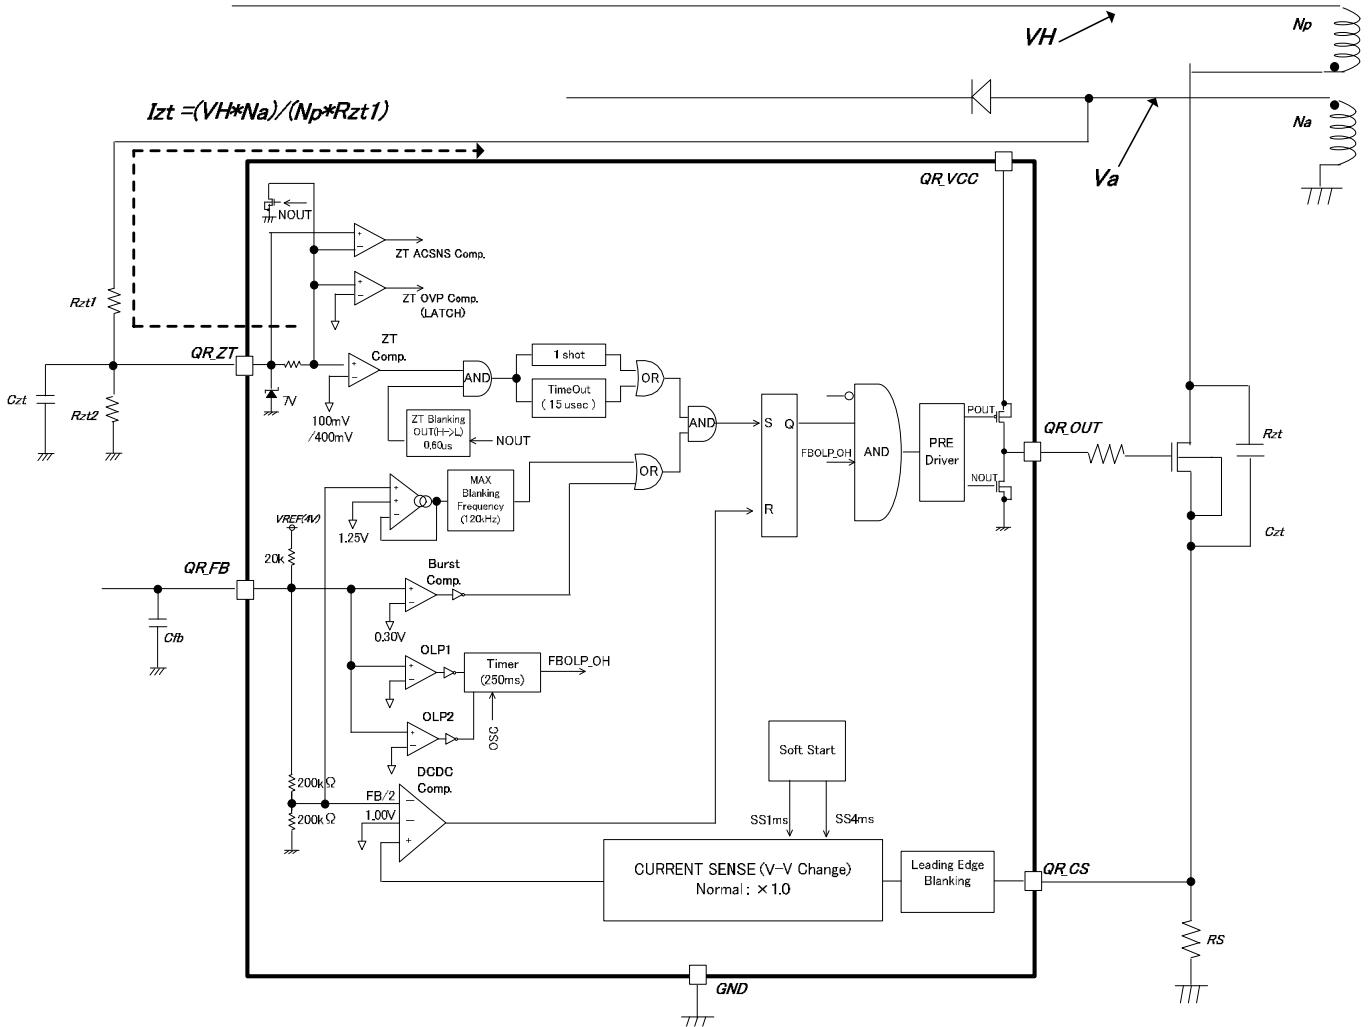 VH
Np
Izt =(VH*Na)/(Np*Rzt1)
Na
Va
QR_VCC
NOUT
ZT ACSNS Comp.
ZT OVP Comp.
(LATCH)
Rzt1
QR_ZT
ZT
Comp.
1 shot
AND
OR
TimeOut
( 15 usec )
7V
Czt
Rzt2
100mV
/400mV
ZT Blanking
OUT(H->L)
0.60us
NOUT
AND
S
Q
R
FBOLP_OH
AND
PRE
Driver
POUT
NOUT
QR_OUT
Rzt
Czt
OR
MAX
Blanking
Frequency
(120kHz)
1.25V
VREF(4V)
20k
QR_FB
Cfb
Burst
Comp.
0.30V
OLP1
Timer
(250ms)
FBOLP_OH
OLP2
OSC
Soft Start
SS1ms
SS4ms
DCDC
Comp.
200kΩ
FB/2
1.00V
200kΩ
CURRENT SENSE (V-V Change)
Normal : ×1.0
Leading Edge
Blanking
QR_CS
RS
GND
+
-
+
-
+
-
-
+
+
-
+
-
+
-
+
-
-
-
+